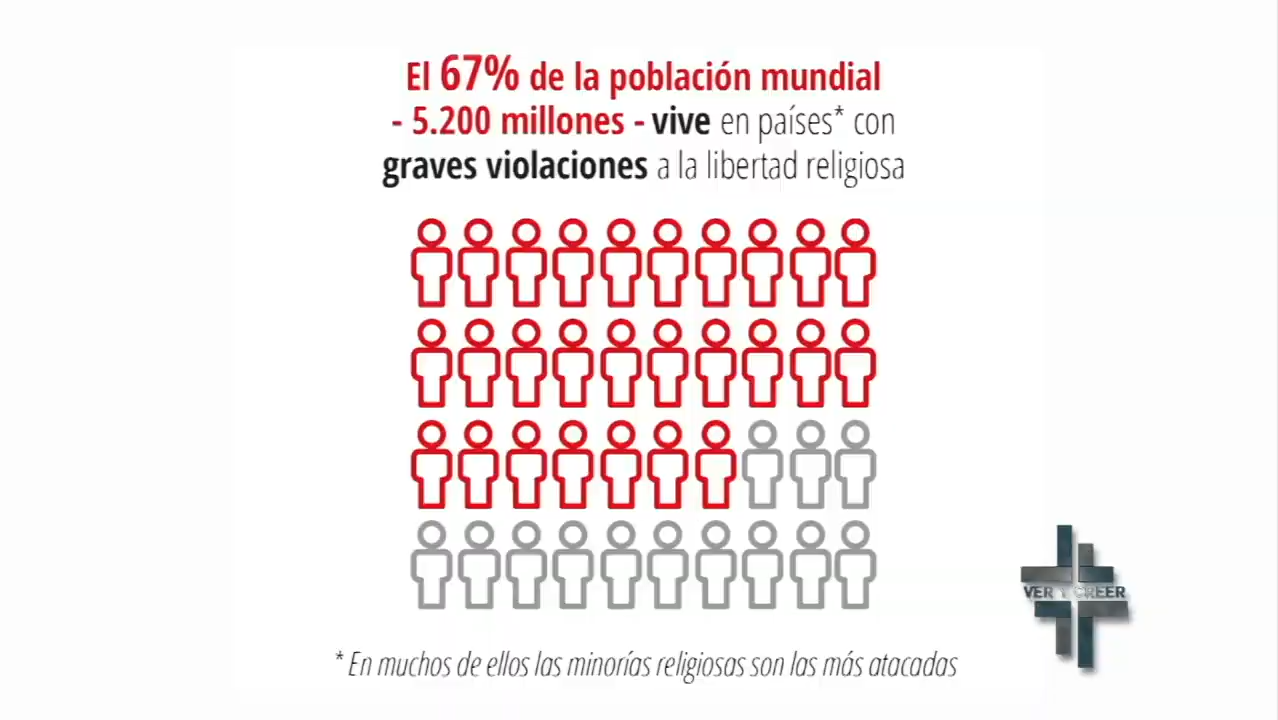 El 67% de la población mundial
- 5.200 millones - vive en países* con
graves violaciones a la libertad religiosa
VER Y CREER
* En muchos de ellos las minorías religiosas son las más atacadas